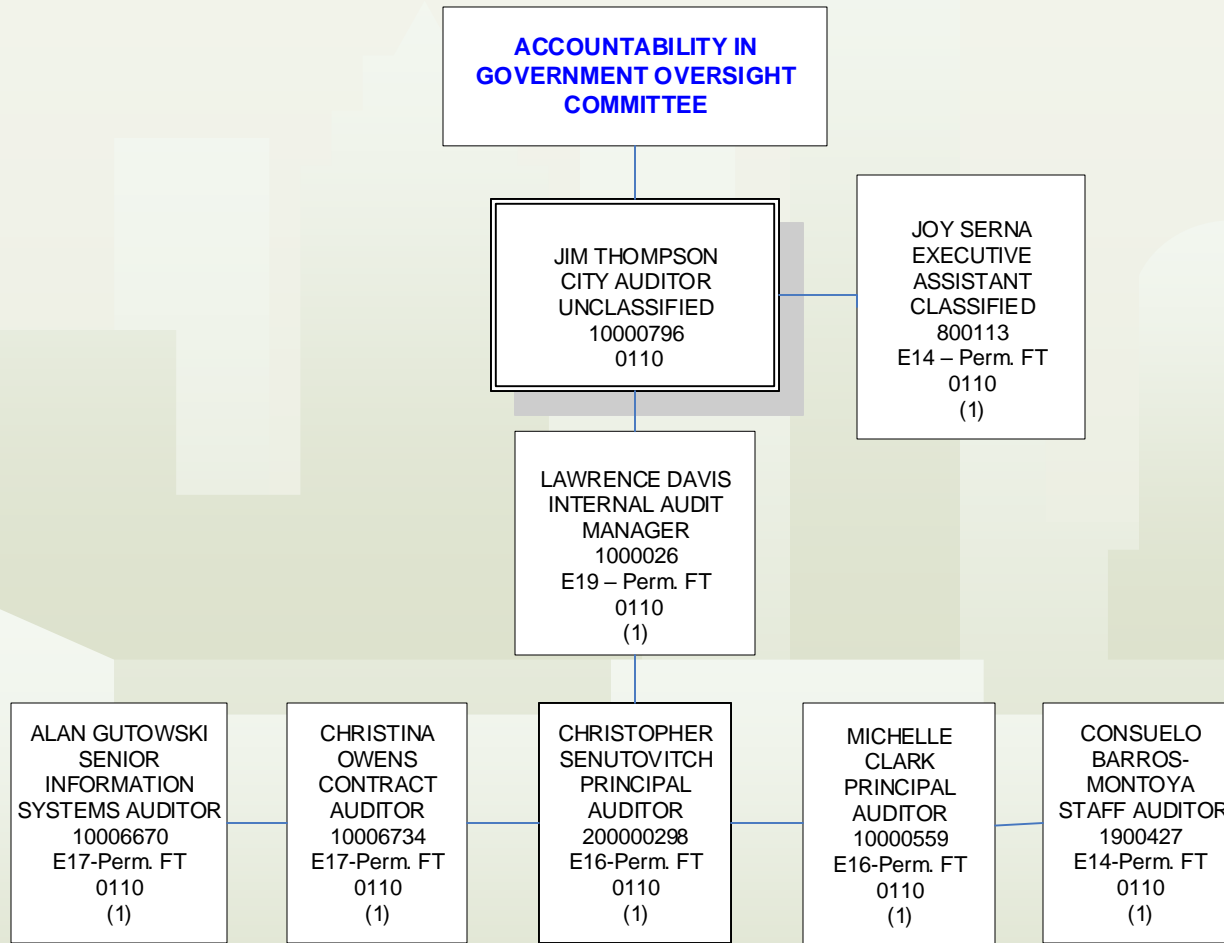 ACCOUNTABILITY IN
GOVERNMENT OVERSIGHT
COMMITTEE
JIM THOMPSON
CITY AUDITOR
UNCLASSIFIED
10000796
0110
JOY SERNA
EXECUTIVE
ASSISTANT
CLASSIFIED
800113
E14 – Perm. FT
0110
(1)
LAWRENCE DAVIS
INTERNAL AUDIT
MANAGER
1000026
E19 – Perm. FT
0110
(1)
ALAN GUTOWSKI
SENIOR
INFORMATION
SYSTEMS AUDITOR
10006670
E17-Perm. FT
0110
(1)
CHRISTINA
OWENS
CONTRACT
AUDITOR
10006734
E17-Perm. FT
0110
(1)
CHRISTOPHER
SENUTOVITCH
PRINCIPAL
AUDITOR
200000298
E16-Perm. FT
0110
(1)
MICHELLE
CLARK
PRINCIPAL
AUDITOR
10000559
E16-Perm. FT
0110
(1)
CONSUELO
BARROS-
MONTOYA
STAFF AUDITOR
1900427
E14-Perm. FT
0110
(1)